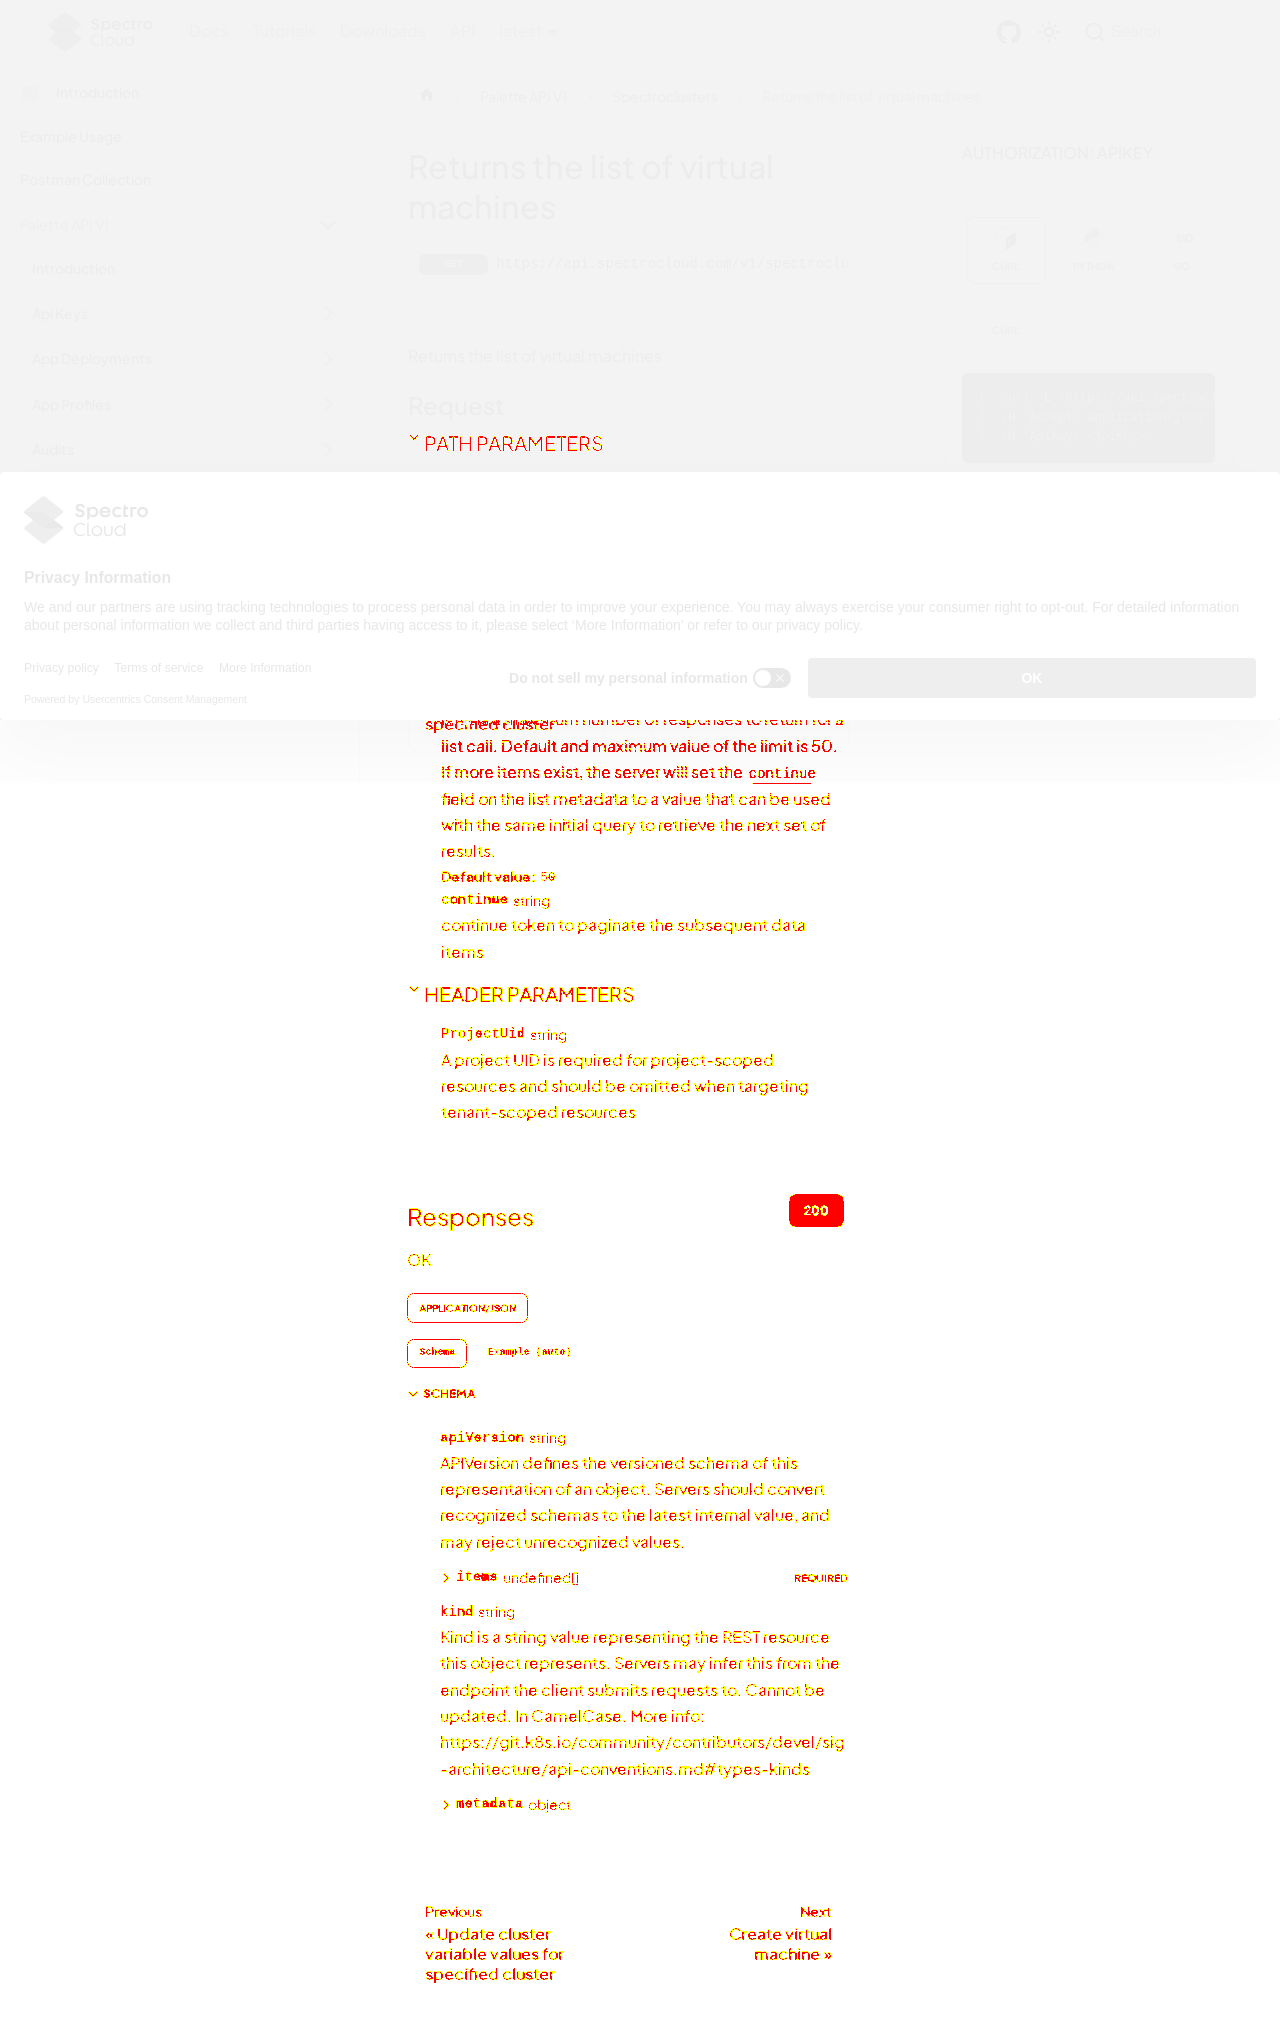 Spectro
Cloud
Docs Tutorials Downloads API latest
Search
Introduction
Example Usage
Postman Collection
Palette API V1
Introduction
Api Keys
App Deployments
App Profiles
Audits
Palette API V1
Spectroclusters
Returns the list of virtual machines
Returns the list of virtual
machines
GET https://api.spectrocloud.com/v1/spectrocl
Returns the list of virtual machines
Request
PATH PARAMETERS
AUTHORIZATION: APIKEY
CURL PYTHON GO
CURL
Spectro
Cloud
Privacy Information
We and our partners are using tracking technologies to process personal data in order to improve your experience. You may always exercise your consumer right to opt-out. For detailed information
about personal information we collect and third parties having access to it, please select 'More Information' or refer to our privacy policy.
Privacy policy Terms of service More Information
Powered by Usercentrics Consent Management
Do not sell my personal information
OK
specified cluster
number of responses to return for a
list call. Default and maximum value of the limit is 50.
If more items exist, the server will set the continue
field on the list metadata to a value that can be used
with the same initial query to retrieve the next set of
results.
Default value: 50
continue string
continue token to paginate the subsequent data
items
HEADER PARAMETERS
ProjectUid string
A project UID is required for project-scoped
resources and should be omitted when targeting
tenant-scoped resources
Responses
200
OK
APPLICATION/JSON
Schema Example (auto)
SCHEMA
apiVersion string
APIVersion defines the versioned schema of this
representation of an object. Servers should convert
recognized schemas to the latest internal value, and
may reject unrecognized values.
items undefined[] REQUIRED
kind string
Kind is a string value representing the REST resource
this object represents. Servers may infer this from the
endpoint the client submits requests to. Cannot be
updated. In CamelCase. More info:
https://git.k8s.io/community/contributors/devel/sig
-architecture/api-conventions.md#types-kinds
metadata object
Previous
« Update cluster
variable values for
specified cluster
Next
Create virtual
machine »